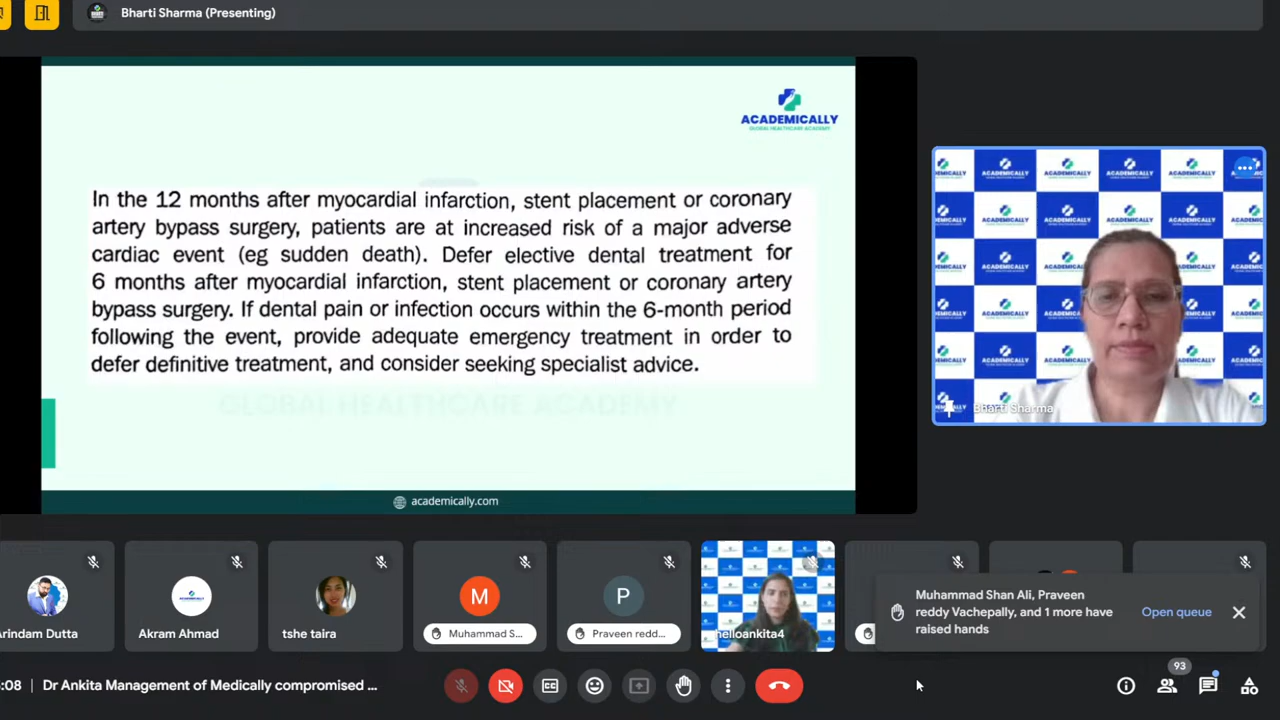 Bharti Sharma (Presenting)
ACADEMICALLY
GLOBAL HEALTHCARE ACADEMY
In the 12 months after myocardial infarction, stent placement or coronary
artery bypass surgery, patients are at increased risk of a major adverse
cardiac event (eg sudden death). Defer elective dental treatment for
6 months after myocardial infarction, stent placement or coronary artery
bypass surgery. If dental pain or infection occurs within the 6-month period
following the event, provide adequate emergency treatment in order to
defer definitive treatment, and consider seeking specialist advice.
GLOBAL HEALTHCARE ACADEMY
academically.com
Bharti Sharma
Arindam Dutta
Akram Ahmad
tshe taira
M
Muhammad S...
P
Praveen redd...
helloankita4
Muhammad Shan Ali, Praveen
reddy Vachepally, and 1 more have
raised hands
Open queue
:08 | Dr Ankita Management of Medically compromised ...
93